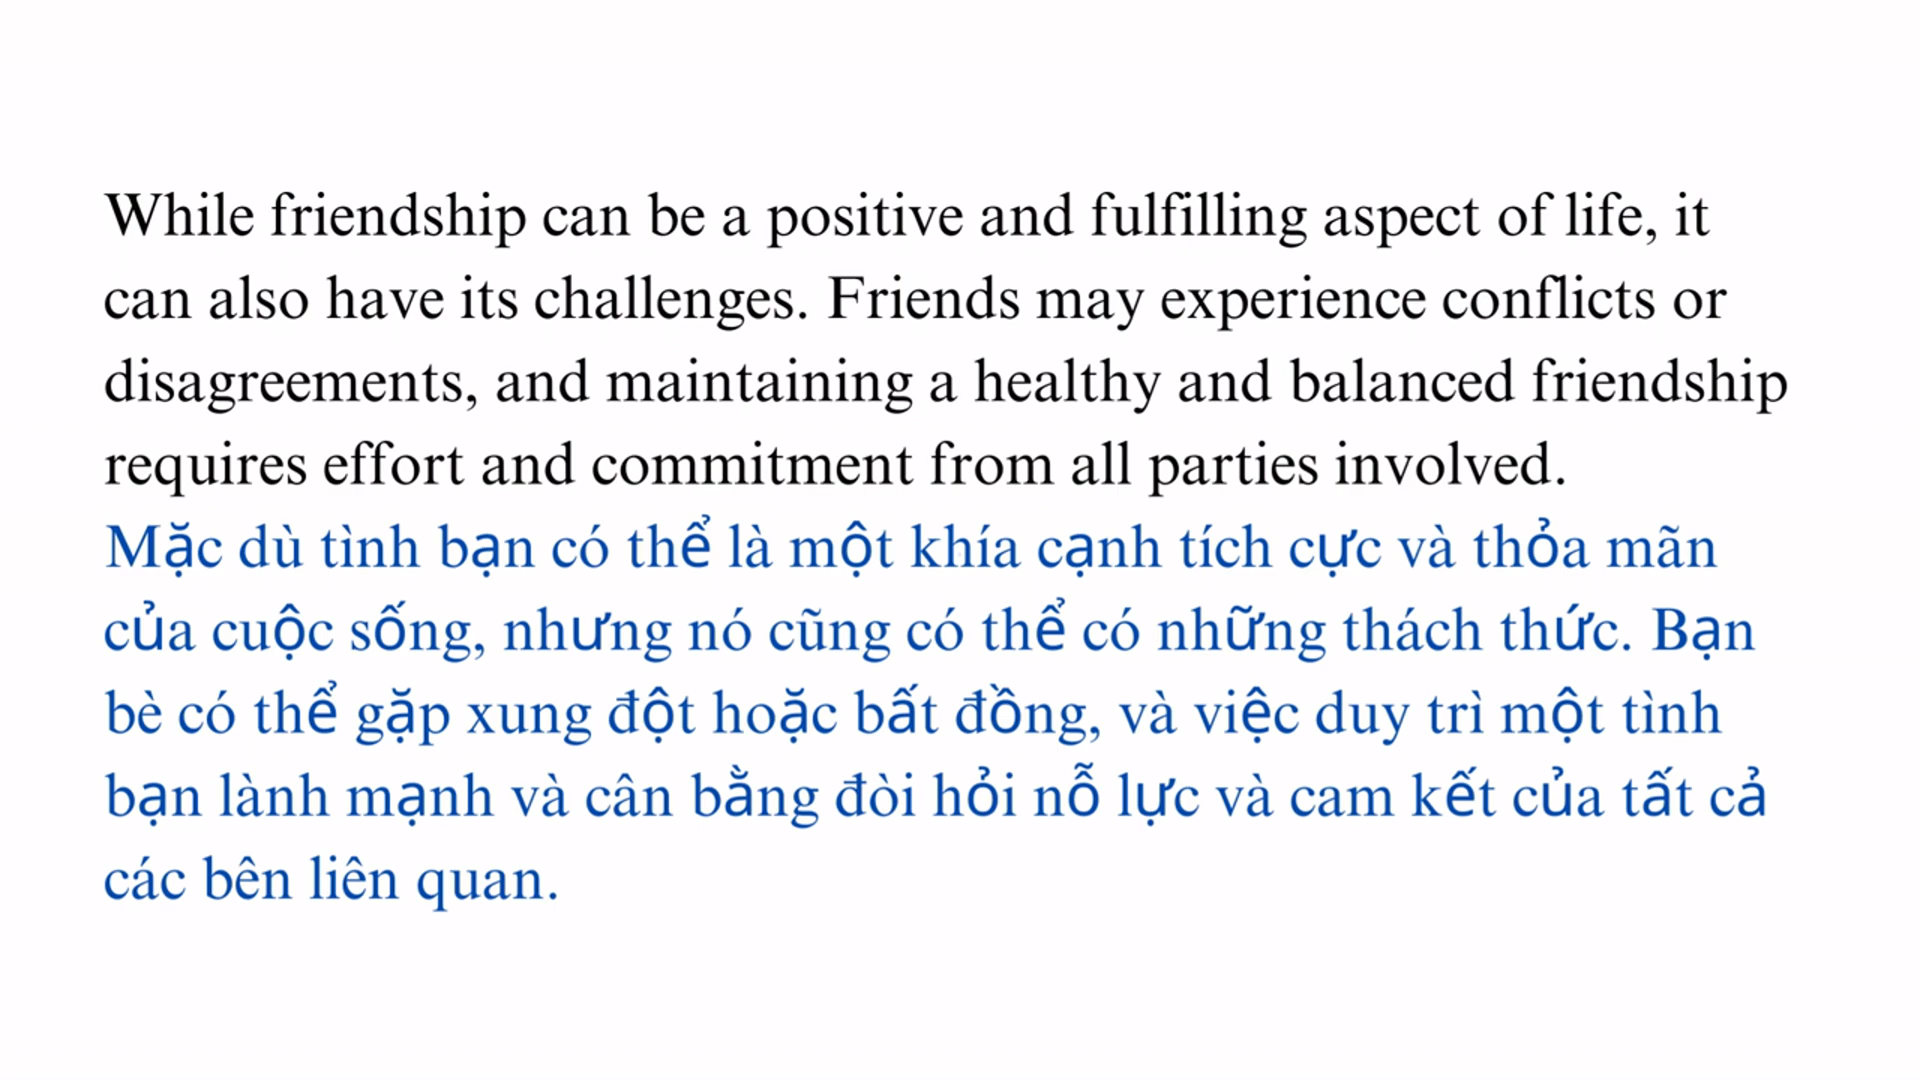 While friendship can be a positive and fulfilling aspect of life, it
can also have its challenges. Friends may experience conflicts or
disagreements, and maintaining a healthy and balanced friendship
requires effort and commitment from all parties involved.
Mặc dù tình bạn có thể là một khía cạnh tích cực và thỏa mãn
của cuộc sống, nhưng nó cũng có thể có những thách thức. Bạn
bè có thể gặp xung đột hoặc bất đồng, và việc duy trì một tình
bạn lành mạnh và cân bằng đòi hỏi nỗ lực và cam kết của tất cả
các bên liên quan.